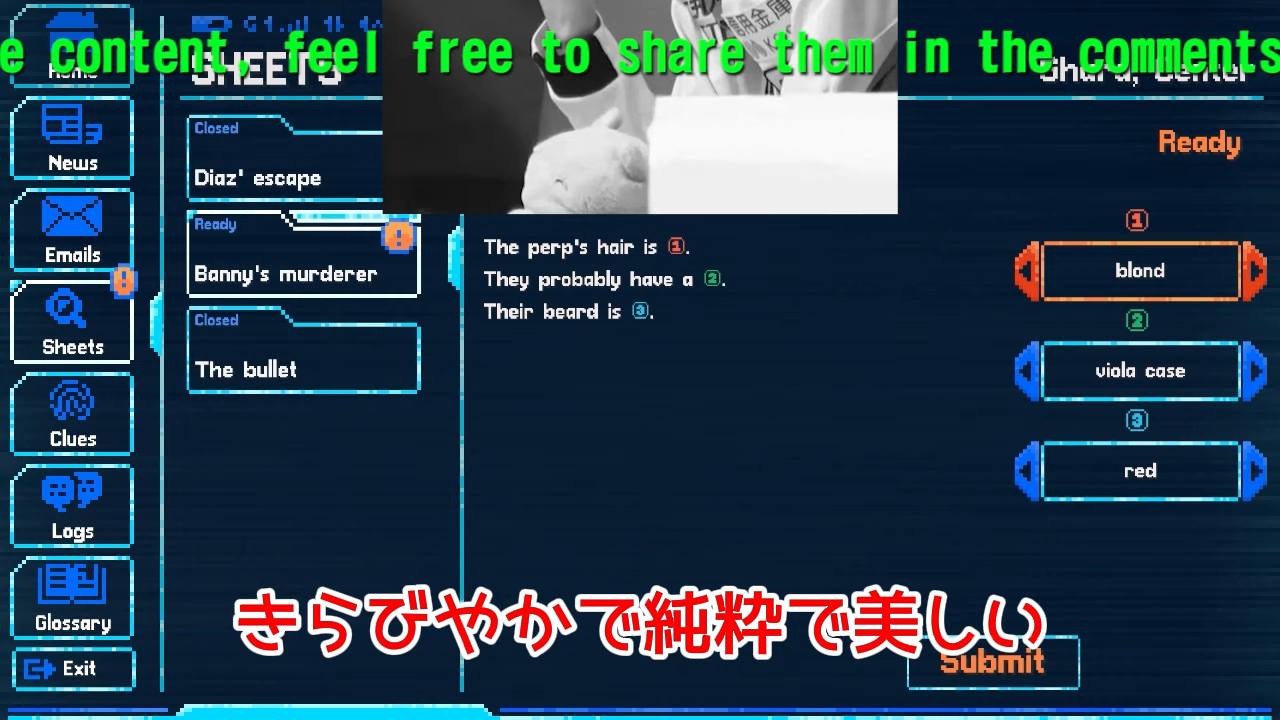 e content, feel free to share them in the comments
Home
SHEETS
Shard, Center
News
Emails
Sheets
Clues
Logs
Glossary
Exit
Closed
Diaz' escape
Ready
Banny's murderer
Closed
The bullet
The perp's hair is 1.
They probably have a 2.
Their beard is 3.
Ready
1
blond
2
viola case
3
red
きらびやかで純粋で美しい
Submit